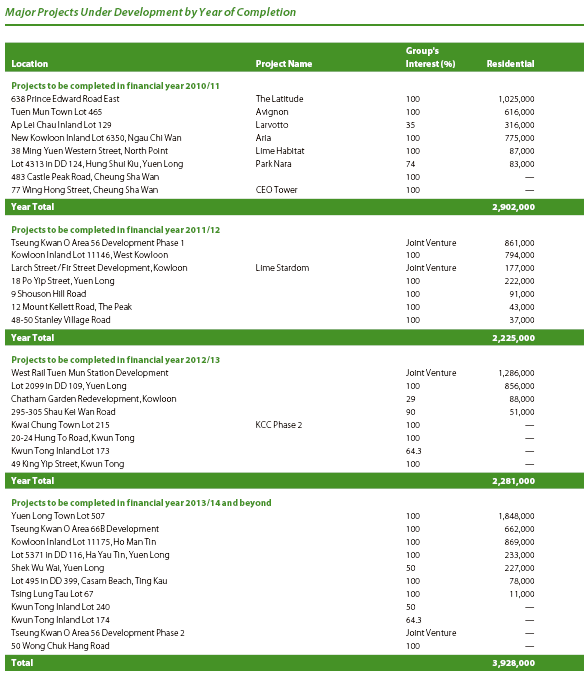 Major Projects Under Development by Year of Completion
Group's
Location Project Name Interest (%) Residential
Projects to be completed in financial year 2010/11
638 Prince Edward Road East The Latitude 100 1,025,000
Tuen Mun Town Lot 465 Avignon 100 616,000
Ap Lei Chau Inland Lot 129 Larvotto 35 316,000
New Kowloon Inland Lot 6350, Ngau Chi Wan Aria 100 775,000
38 Ming Yuen Western Street, North Point Lime Habitat 100 87,000
Lot 4313 in DD 124, Hung Shui Kiu, Yuen Long Park Nara 74 83,000
483 Castle Peak Road, Cheung Sha Wan 100 —
77 Wing Hong Street, Cheung Sha Wan CEO Tower 100 —
Year Total 2,902,000
Projects to be completed in financial year 2011/12
Tseung Kwan O Area 56 Development Phase 1 Joint Venture 861,000
Kowloon Inland Lot 11146, West Kowloon 100 794,000
Larch Street/Fir Street Development, Kowloon Lime Stardom Joint Venture 177,000
18 Po Yip Street, Yuen Long 100 222,000
9 Shouson Hill Road 100 91,000
12 Mount Kellett Road, The Peak 100 43,000
48-50 Stanley Village Road 100 37,000
Year Total 2,225,000
Projects to be completed in financial year 2012/13
West Rail Tuen Mun Station Development Joint Venture 1,286,000
Lot 2099 in DD 109, Yuen Long 100 856,000
Chatham Garden Redevelopment, Kowloon 29 88,000
295-305 Shau Kei Wan Road 90 51,000
Kwai Chung Town Lot 215 KCC Phase 2 100 —
20-24 Hung To Road, Kwun Tong 100 —
Kwun Tong Inland Lot 173 64.3 —
49 King Yip Street, Kwun Tong 100 —
Year Total 2,281,000
Projects to be completed in financial year 2013/14 and beyond
Yuen Long Town Lot 507 100 1,848,000
Tseung Kwan O Area 66B Development 100 662,000
Kowloon Inland Lot 11175, Ho Man Tin 100 869,000
Lot 5371 in DD 116, Ha Yau Tin, Yuen Long 100 233,000
Shek Wu Wai, Yuen Long 50 227,000
Lot 495 in DD 399, Casam Beach, Ting Kau 100 78,000
Tsing Lung Tau Lot 67 100 11,000
Kwun Tong Inland Lot 240 50 —
Kwun Tong Inland Lot 174 64.3 —
Tseung Kwan O Area 56 Development Phase 2 Joint Venture —
50 Wong Chuk Hang Road 100 —
Total 3,928,000